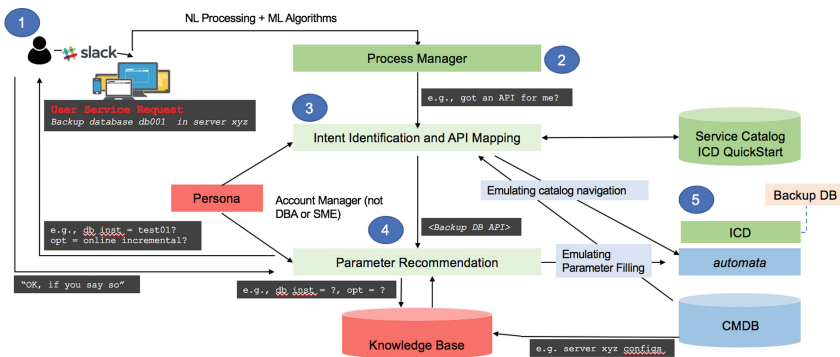 1
NL Processing + ML Algorithms
slack
Process Manager
2
User Service Request
Backup database db001 in server xyz
e.g., got an API for me?
3
Intent Identification and API Mapping
Service Catalog
ICD QuickStart
Persona
Account Manager (not
DBA or SME)
Emulating catalog navigation
5
Backup DB
e.g., db inst = test01?
opt = online incremental?
4
<Backup DB API>
ICD
Parameter Recommendation
Emulating
Parameter Filling
automata
"OK, if you say so"
e.g., db inst = ?, opt = ?
Knowledge Base
CMDB
e.g. server xyz configs